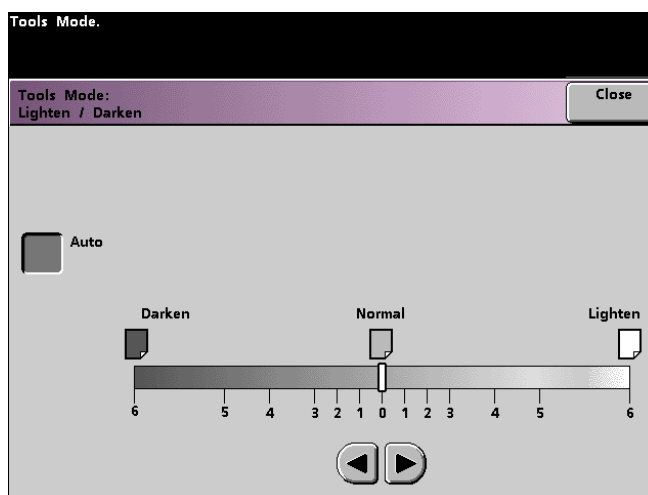 Tools Mode.
Tools Mode:
Close
Lighten / Darken
Auto
Darken Normal Lighten
6 5 4 3 2 1 0 1 2 3 4 5 6